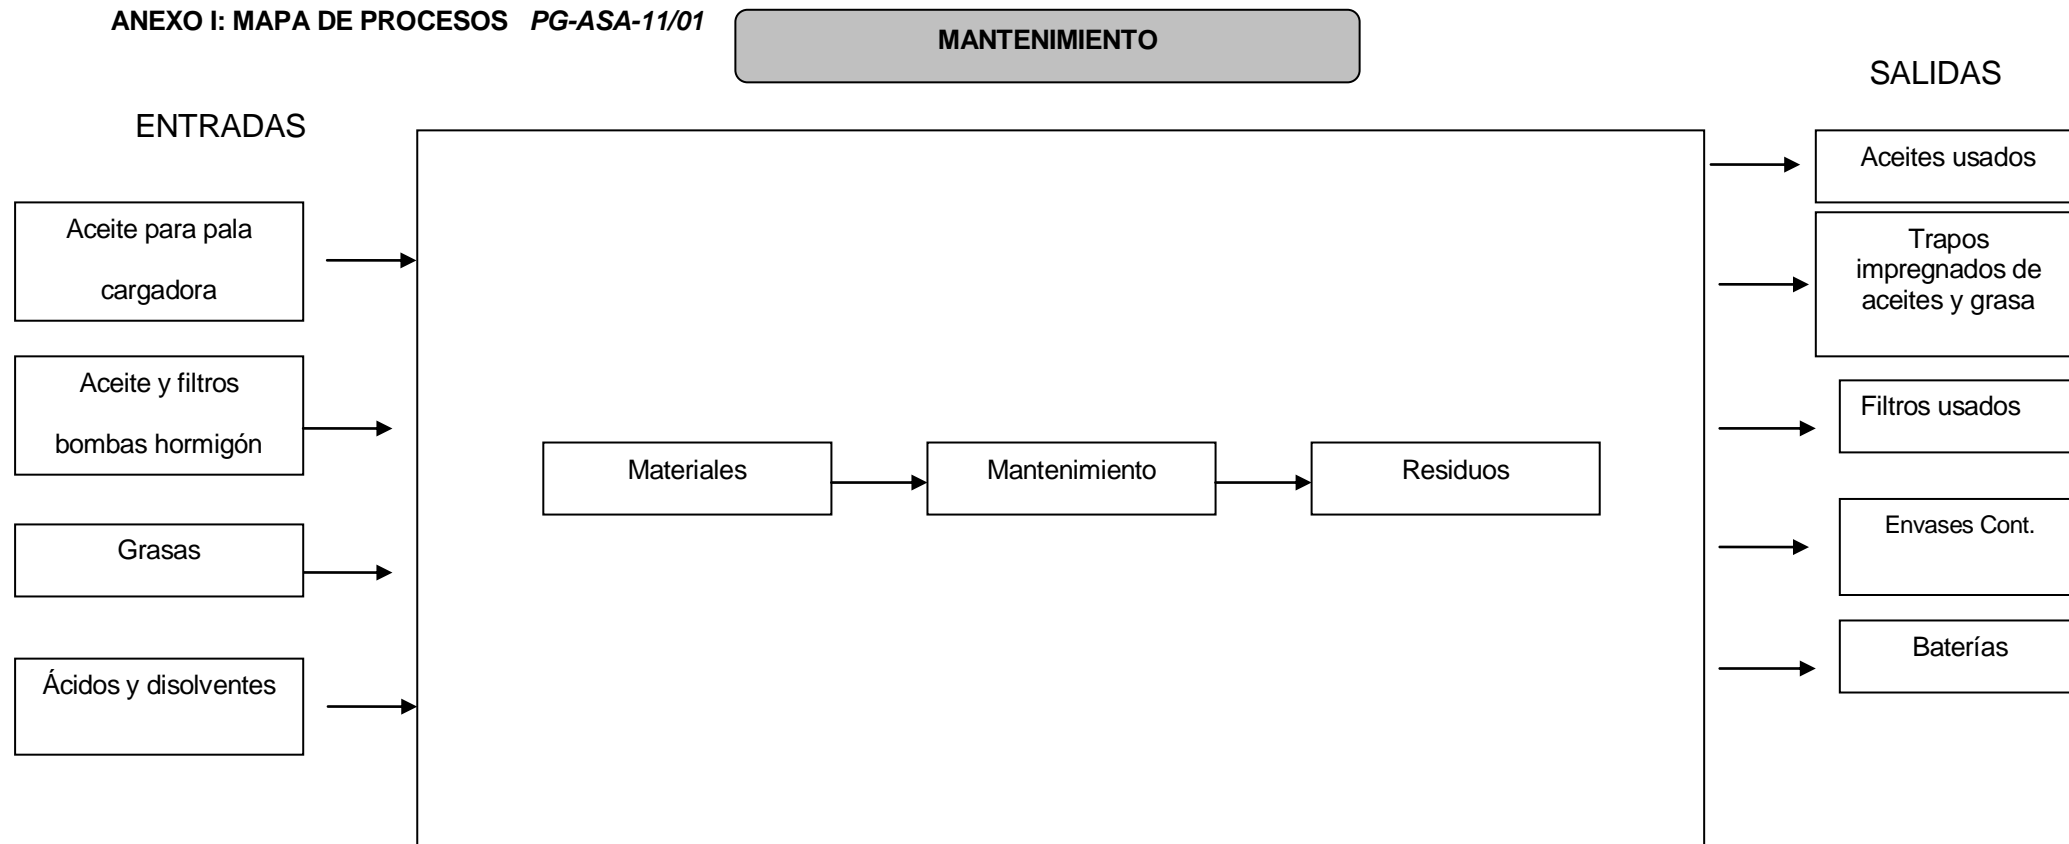 ANEXO I: MAPA DE PROCESOS PG-ASA-11/01
MANTENIMIENTO
SALIDAS
ENTRADAS
Aceite para pala
cargadora
Aceite y filtros
bombas hormigón
Grasas
Ácidos y disolventes
Materiales
Mantenimiento
Residuos
Aceites usados
Trapos
impregnados de
aceites y grasa
Filtros usados
Envases Cont.
Baterías